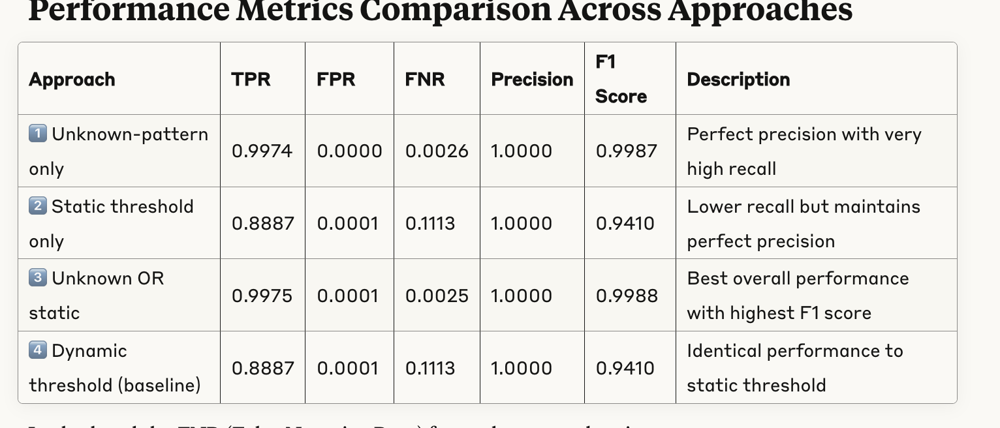 Performance Metrics Comparison Across Approaches
Approach TPR FPR FNR Precision F1 Score Description
1 Unknown-pattern only 0.9974 0.0000 0.0026 1.0000 0.9987 Perfect precision with very high recall
2 Static threshold only 0.8887 0.0001 0.1113 1.0000 0.9410 Lower recall but maintains perfect precision
3 Unknown OR static 0.9975 0.0001 0.0025 1.0000 0.9988 Best overall performance with highest F1 score
4 Dynamic threshold (baseline) 0.8887 0.0001 0.1113 1.0000 0.9410 Identical performance to static threshold